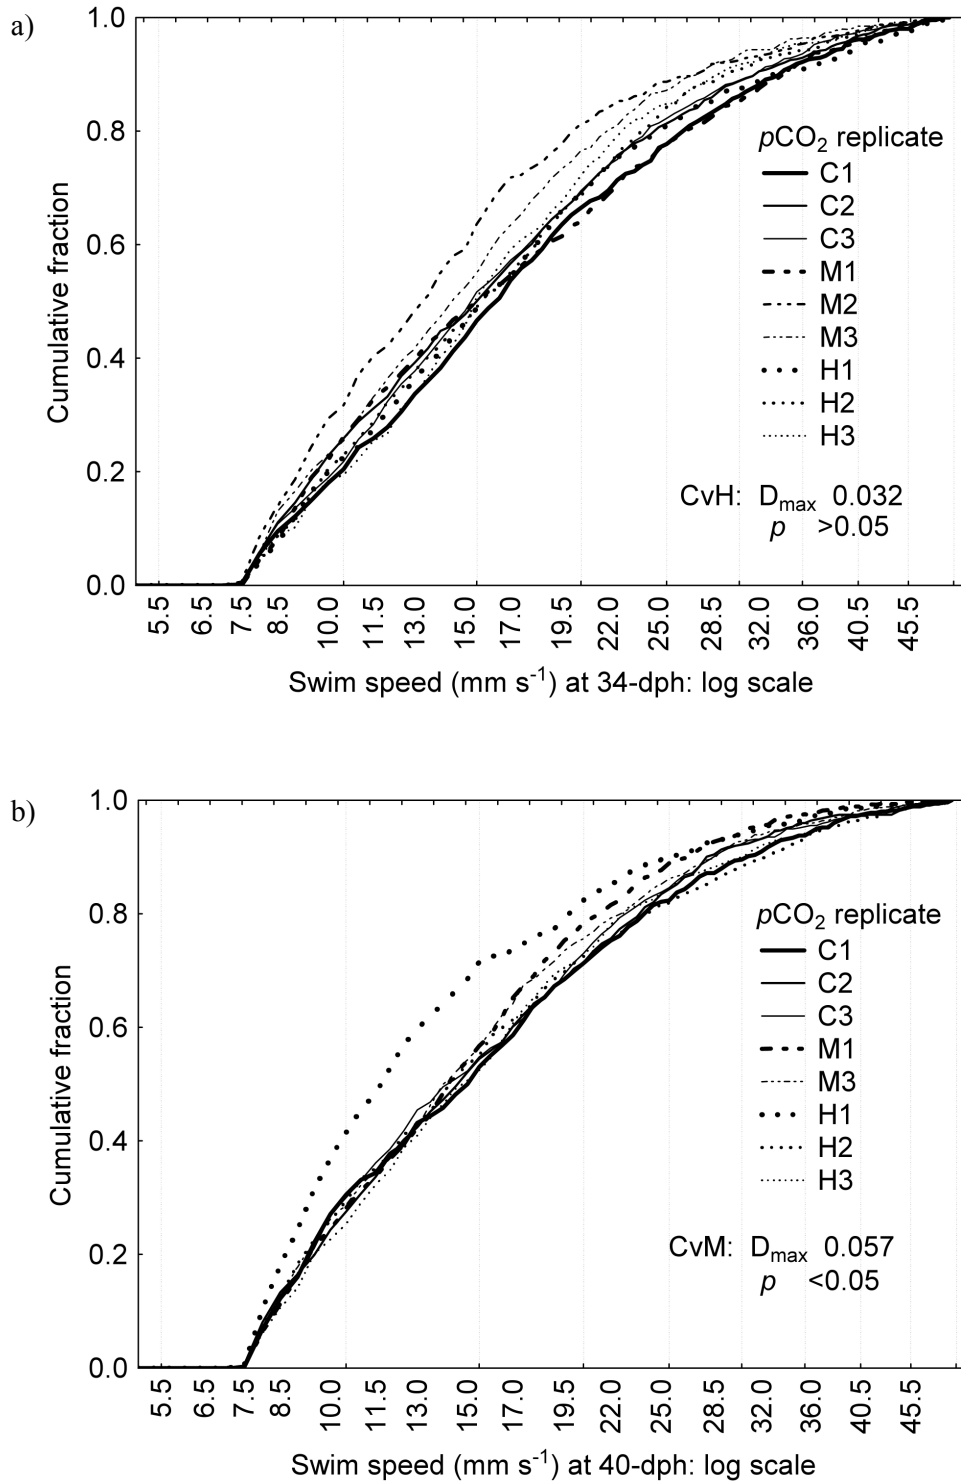 a)
1.0
0.8
0.6
0.4
0.2
0.0
Cumulative fraction
pCO2 replicate
C1
C2
C3
M1
M2
M3
H1
H2
H3
CvH: Dmax 0.032
p >0.05
5.5 6.5 7.5 8.5 10.0 11.5 13.0 15.0 17.0 19.5 22.0 25.0 28.5 32.0 36.0 40.5 45.5
Swim speed (mm s-1) at 34-dph: log scale
b)
1.0
0.8
0.6
0.4
0.2
0.0
Cumulative fraction
pCO2 replicate
C1
C2
C3
M1
M3
H1
H2
H3
CvM: Dmax 0.057
p <0.05
5.5 6.5 7.5 8.5 10.0 11.5 13.0 15.0 17.0 19.5 22.0 25.0 28.5 32.0 36.0 40.5 45.5
Swim speed (mm s-1) at 40-dph: log scale